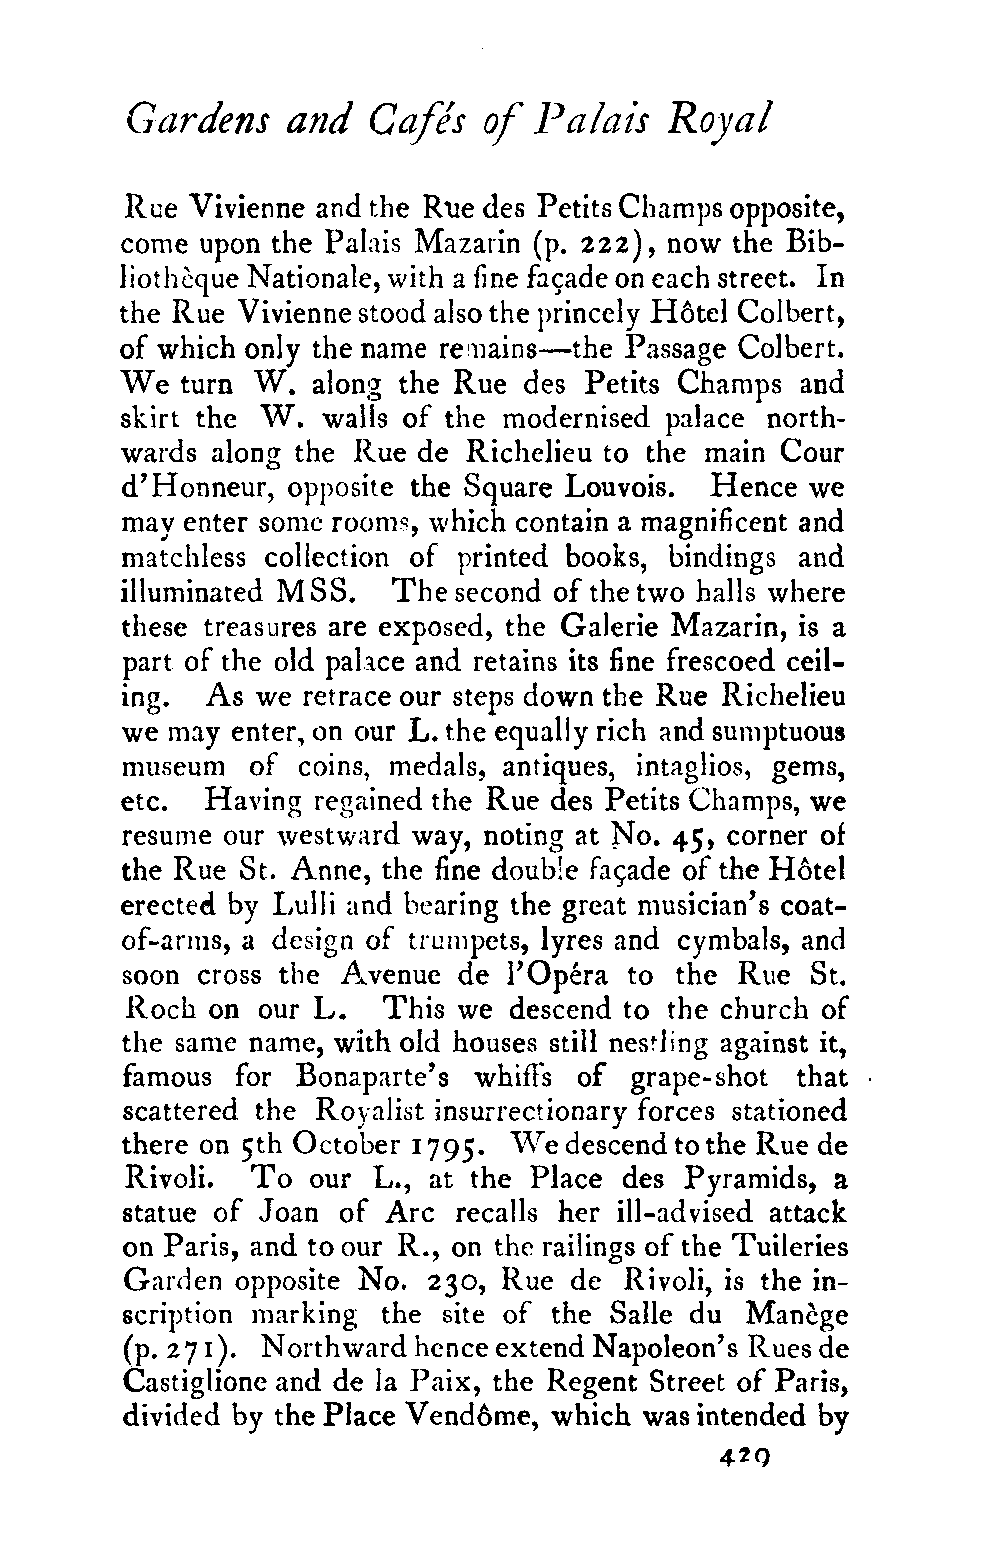 Gardens and Cafés of Palais Royal
Rue Vivienne and the Rue des Petits Champs opposite,
come upon the Palais Mazarin (p. 222), now the Bib-
liothèque Nationale, with a fine façade on each street. In
the Rue Vivienne stood also the princely Hôtel Colbert,
of which only the name remains—the Passage Colbert.
We turn W. along the Rue des Petits Champs and
skirt the W. walls of the modernised palace north-
wards along the Rue de Richelieu to the main Cour
d'Honneur, opposite the Square Louvois. Hence we
may enter some rooms, which contain a magnificent and
matchless collection of printed books, bindings and
illuminated MSS. The second of the two halls where
these treasures are exposed, the Galerie Mazarin, is a
part of the old palace and retains its fine frescoed ceil-
ing. As we retrace our steps down the Rue Richelieu
we may enter, on our L. the equally rich and sumptuous
museum of coins, medals, antiques, intaglios, gems,
etc. Having regained the Rue des Petits Champs, we
resume our westward way, noting at No. 45, corner of
the Rue St. Anne, the fine double façade of the Hôtel
erected by Lulli and bearing the great musician's coat-
of-arms, a design of trumpets, lyres and cymbals, and
soon cross the Avenue de l'Opéra to the Rue St.
Roch on our L. This we descend to the church of
the same name, with old houses still nestling against it,
famous for Bonaparte's whiffs of grape-shot that
scattered the Royalist insurrectionary forces stationed
there on 5th October 1795. We descend to the Rue de
Rivoli. To our L., at the Place des Pyramids, a
statue of Joan of Arc recalls her ill-advised attack
on Paris, and to our R., on the railings of the Tuileries
Garden opposite No. 230, Rue de Rivoli, is the in-
scription marking the site of the Salle du Manège
(p. 271). Northward hence extend Napoleon's Rues de
Castiglione and de la Paix, the Regent Street of Paris,
divided by the Place Vendôme, which was intended by
429